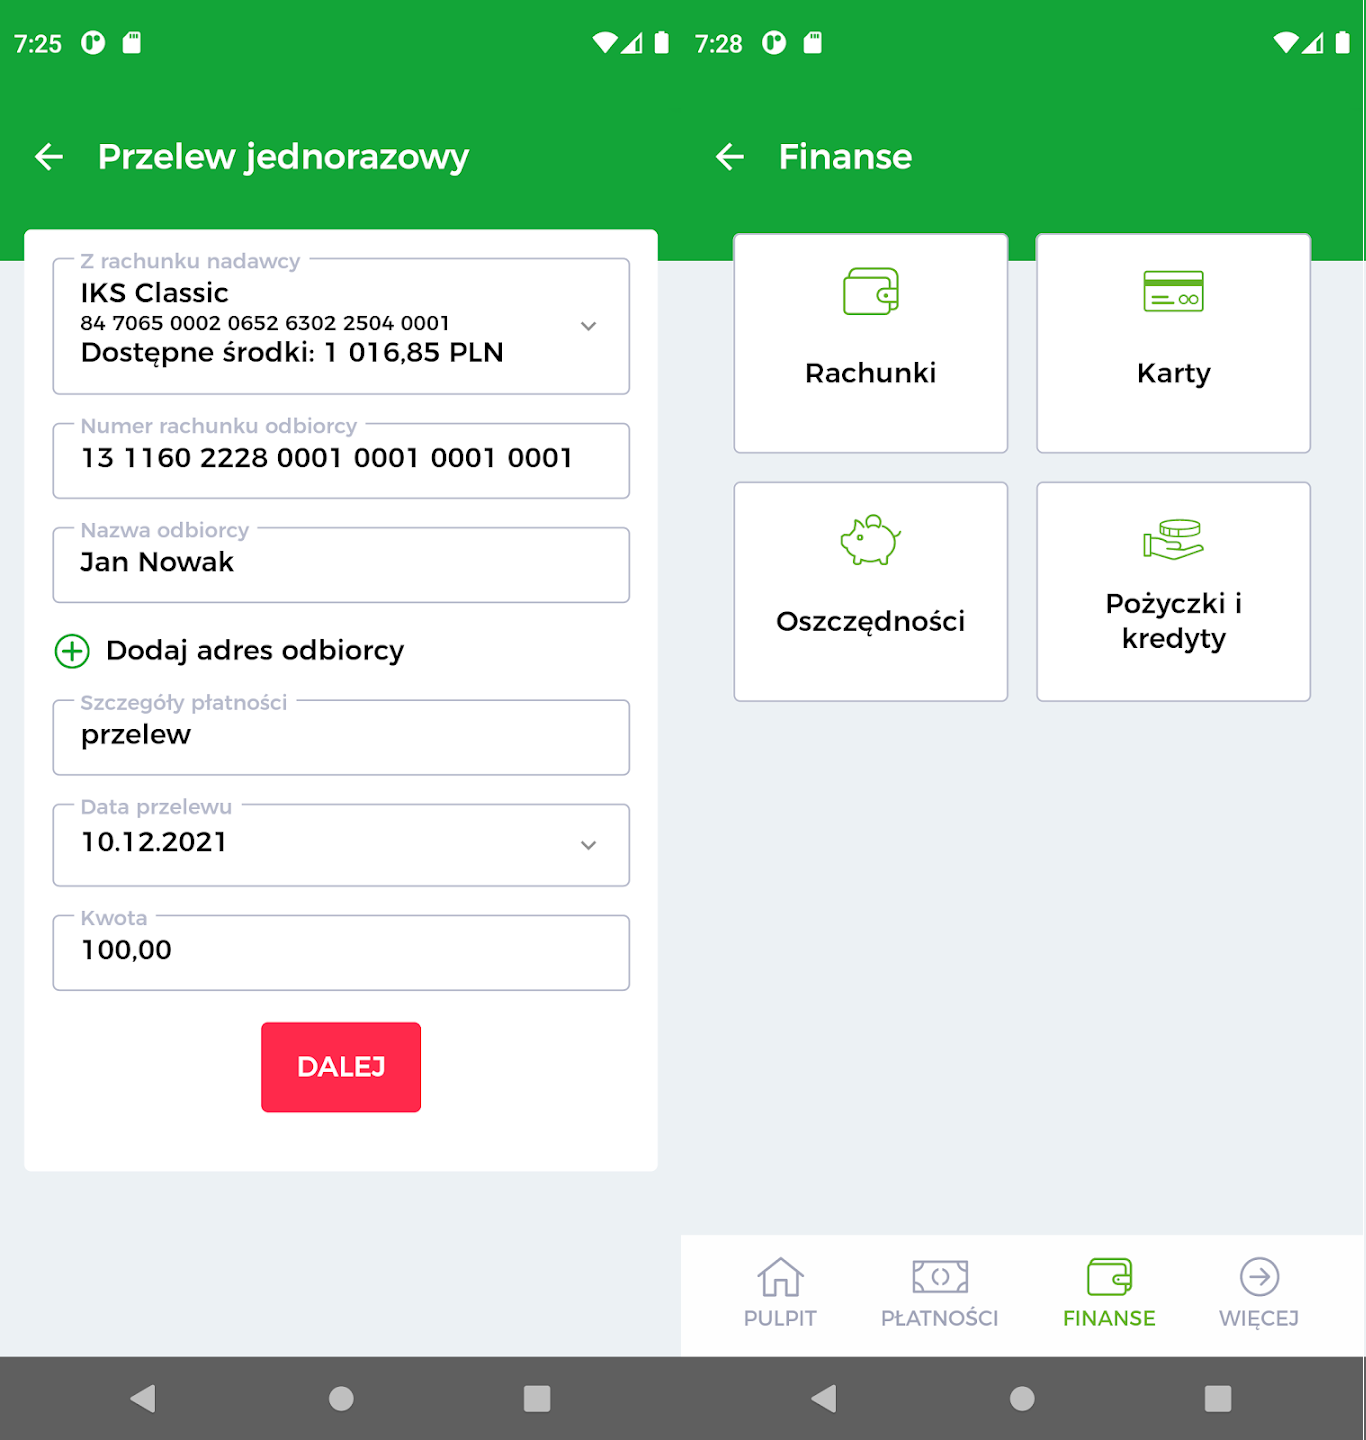 7:25
Przelew jednorazowy
Z rachunku nadawcy
IKS Classic
84 7065 0002 0652 6302 2504 0001
Dostępne środki: 1 016,85 PLN
Numer rachunku odbiorcy
13 1160 2228 0001 0001 0001 0001
Nazwa odbiorcy
Jan Nowak
Dodaj adres odbiorcy
Szczegóły płatności
przelew
Data przelewu
10.12.2021
Kwota
100,00
DALEJ
7:28
Finanse
Rachunki
Karty
Oszczędności
Pożyczki i
kredyty
PULPIT
PŁATNOŚCI
FINANSE
WIĘCEJ